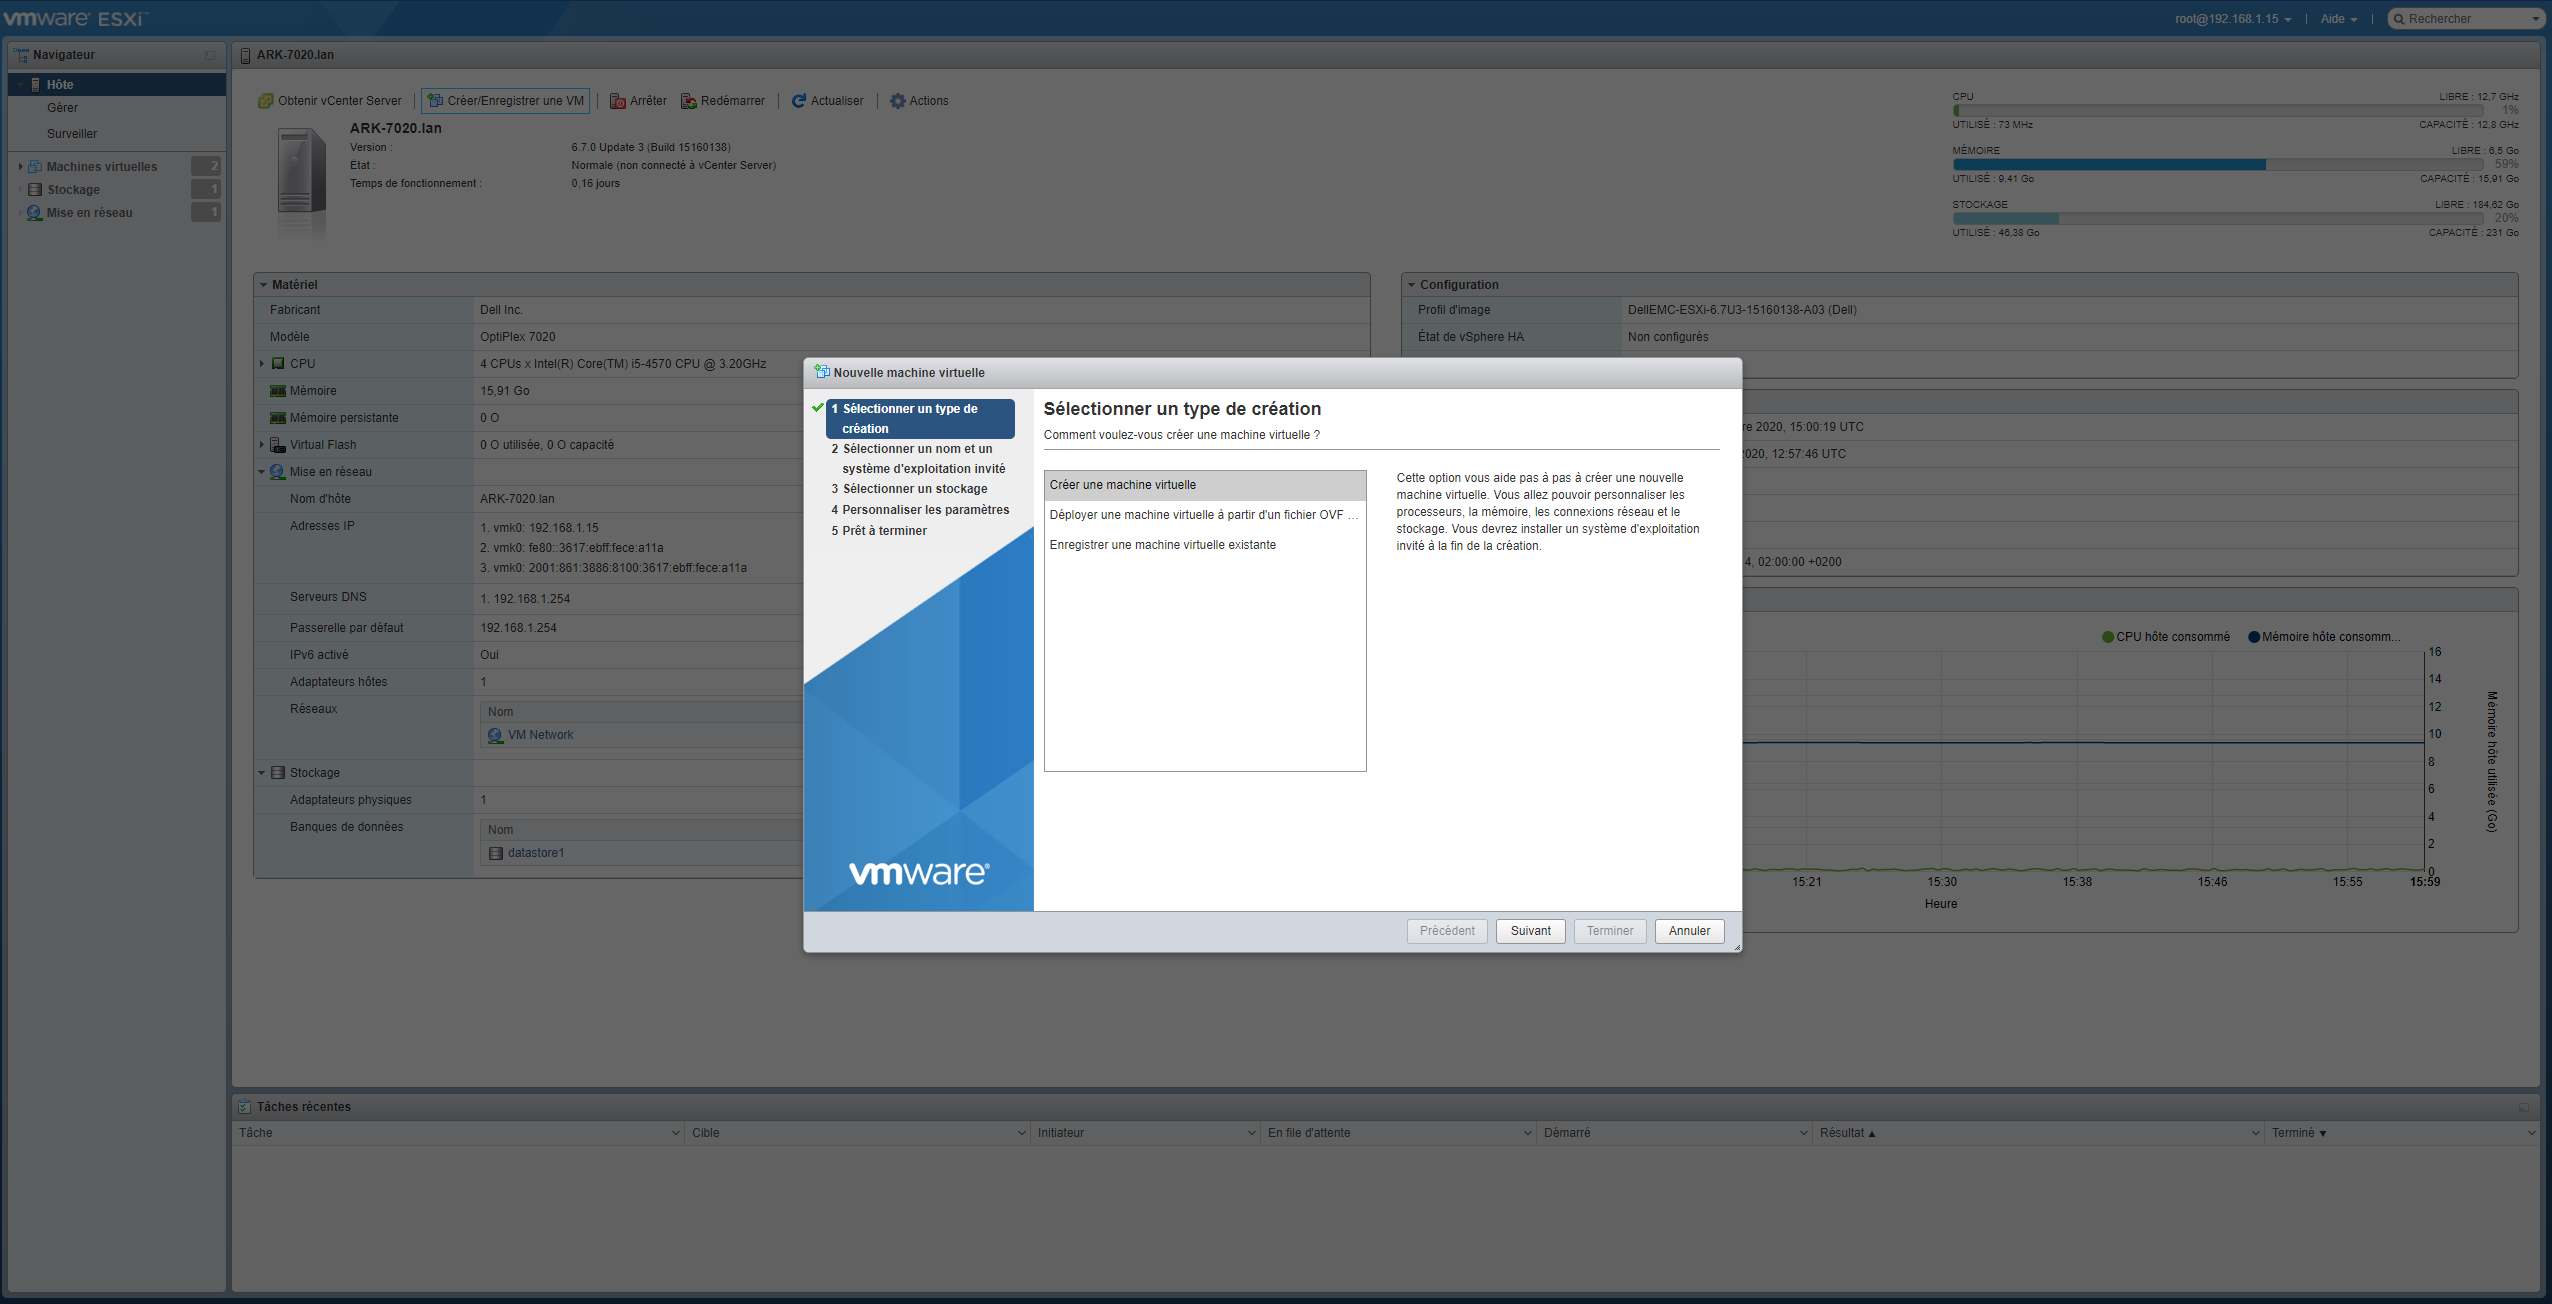 vmware ESXi™
root@192.168.1.15
Aide
Rechercher
Navigateur
Hôte
Gérer
Surveiller
Machines virtuelles 2
Stockage 1
Mise en réseau 1
ARK-7020.lan
Obtenir vCenter Server
Créer/Enregistrer une VM
Arrêter
Redémarrer
Actualiser
Actions
ARK-7020.lan
Version : 6.7.0 Update 3 (Build 15160138)
État : Normale (non connecté à vCenter Server)
Temps de fonctionnement : 0,16 jours
CPU LIBRE : 12,7 GHz
1%
UTILISÉ : 73 MHz CAPACITÉ : 12,8 GHz
MÉMOIRE LIBRE : 6,5 Go
59%
UTILISÉ : 9,41 Go CAPACITÉ : 15,91 Go
STOCKAGE LIBRE : 184,62 Go
20%
UTILISÉ : 46,38 Go CAPACITÉ : 231 Go
Matériel
Fabricant Dell Inc.
Modèle OptiPlex 7020
CPU 4 CPUs x Intel(R) Core(TM) i5-4570 CPU @ 3.20GHz
Mémoire 15,91 Go
Mémoire persistante 0 O
Virtual Flash 0 O utilisée, 0 O capacité
Mise en réseau
Nom d'hôte ARK-7020.lan
Adresses IP 1. vmk0: 192.168.1.15
2. vmk0: fe80::3617:ebff:fece:a11a
3. vmk0: 2001:861:3886:8100:3617:ebff:fece:a11a
Serveurs DNS 1. 192.168.1.254
Passerelle par défaut 192.168.1.254
IPv6 activé Oui
Adaptateurs hôtes 1
Réseaux Nom
VM Network
Stockage
Adaptateurs physiques 1
Banques de données Nom
datastore1
Configuration
Profil d'image DellEMC-ESXi-6.7U3-15160138-A03 (Dell)
État de vSphere HA Non configurés
re 2020, 15:00:19 UTC
2020, 12:57:46 UTC
4, 02:00:00 +0200
CPU hôte consommé
Mémoire hôte consomm...
16
14
12
10
8
6
4
2
0
Mémoire hôte utilisée (Go)
15:21 15:30 15:38 15:46 15:55 15:59
Heure
Nouvelle machine virtuelle
1 Sélectionner un type de
création
2 Sélectionner un nom et un
système d'exploitation invité
3 Sélectionner un stockage
4 Personnaliser les paramètres
5 Prêt à terminer
vmware®
Sélectionner un type de création
Comment voulez-vous créer une machine virtuelle ?
Créer une machine virtuelle
Déployer une machine virtuelle à partir d'un fichier OVF ...
Enregistrer une machine virtuelle existante
Cette option vous aide pas à pas à créer une nouvelle
machine virtuelle. Vous allez pouvoir personnaliser les
processeurs, la mémoire, les connexions réseau et le
stockage. Vous devrez installer un système d'exploitation
invité à la fin de la création.
Précédent
Suivant
Terminer
Annuler
Tâches récentes
Tâche Cible Initiateur En file d'attente Démarré Résultat ▲ Terminé ▼